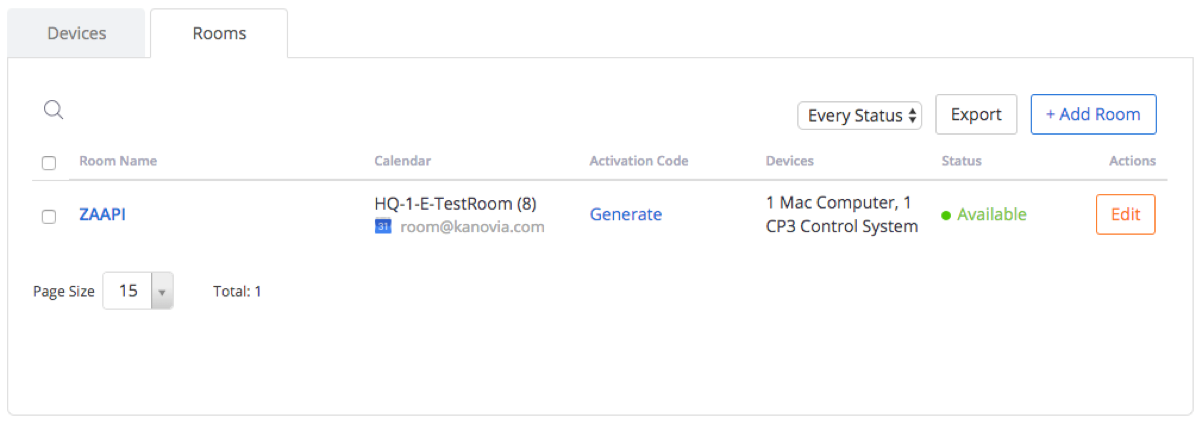 Devices
Rooms
Every Status
Export
+ Add Room
Room Name
Calendar
Activation Code
Devices
Status
Actions
ZAAPI
HQ-1-E-TestRoom (8)
31
room@kanovia.com
Generate
1 Mac Computer, 1
CP3 Control System
Available
Edit
Page Size
15
Total: 1